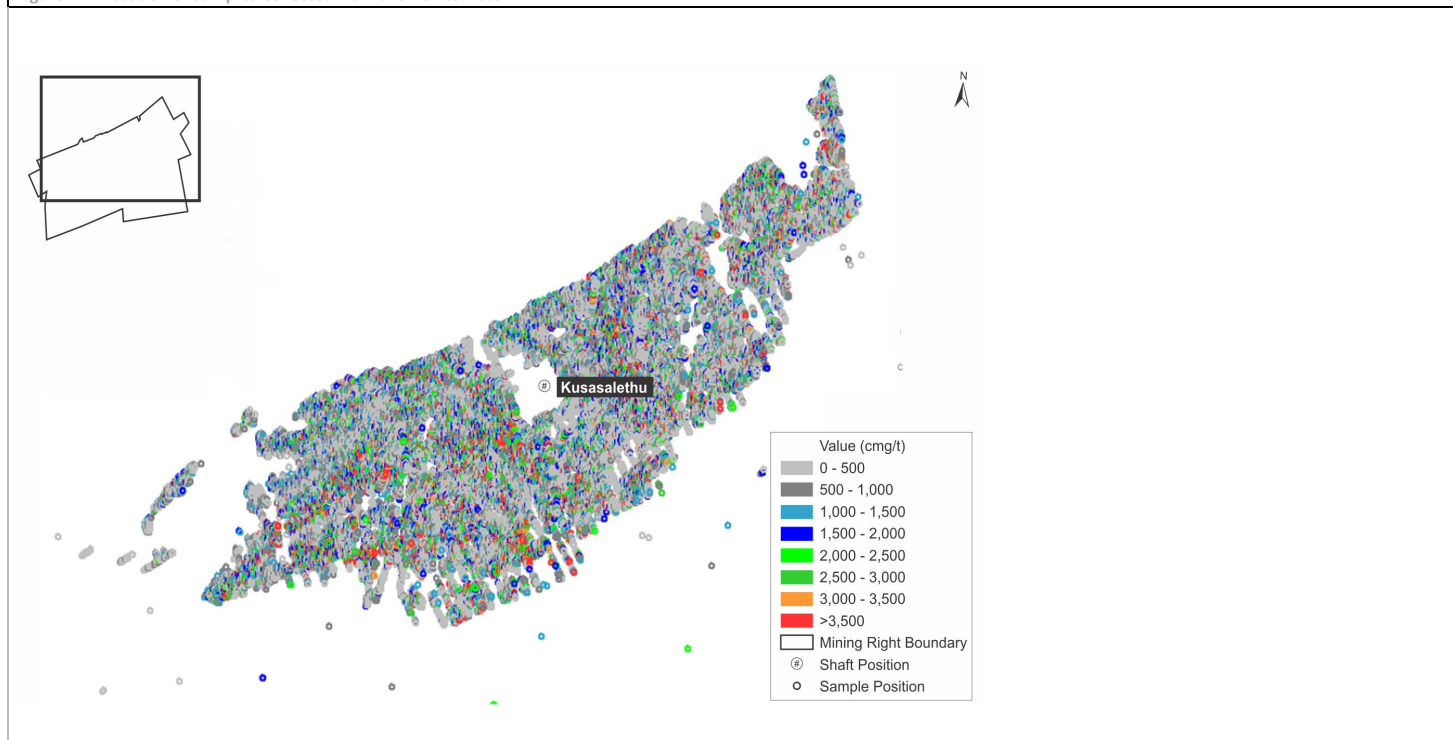 N
# Kusasalethu
Value (cmg/t)
0 - 500
500 - 1,000
1,000 - 1,500
1,500 - 2,000
2,000 - 2,500
2,500 - 3,000
3,000 - 3,500
>3,500
Mining Right Boundary
# Shaft Position
Sample Position